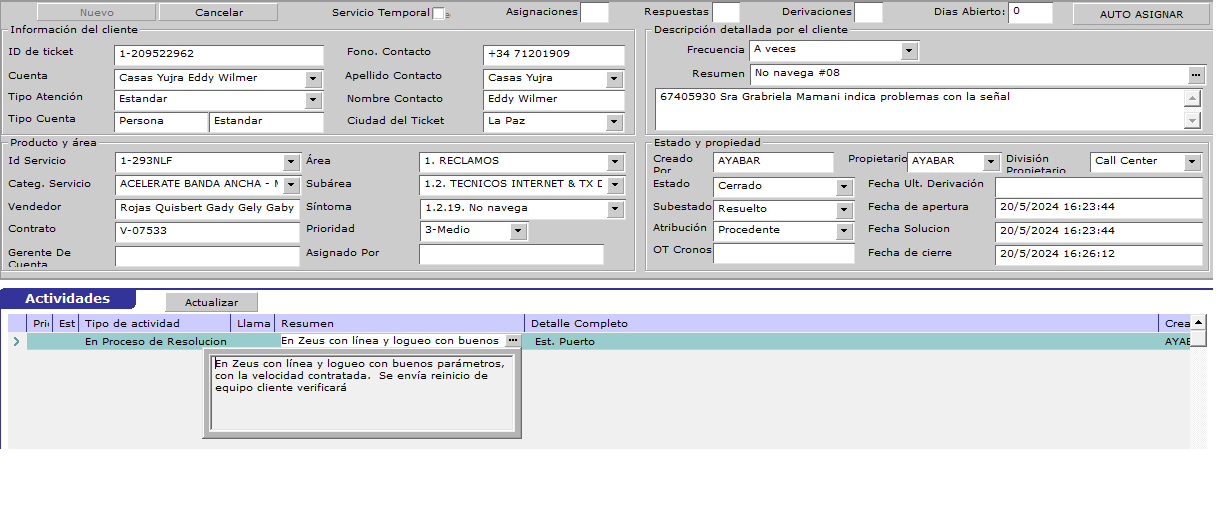 Nuevo Cancelar Servicio Temporal Asignaciones Respuestas Derivaciones Dias Abierto: 0 AUTO ASIGNAR
Información del cliente
ID de ticket 1-209522962 Fono. Contacto +34 71201909
Cuenta Casas Yujra Eddy Wilmer Apellido Contacto Casas Yujra
Tipo Atención Estandar Nombre Contacto Eddy Wilmer
Tipo Cuenta Persona Estandar Ciudad del Ticket La Paz
Descripción detallada por el cliente
Frecuencia A veces
Resumen No navega #08
67405930 Sra Grabriela Mamani indica problemas con la señal
Producto y área
Id Servicio 1-293NLF Área 1. RECLAMOS
Categ. Servicio ACELERATE BANDA ANCHA - Subárea 1.2. TECNICOS INTERNET & TX
Vendedor Rojas Quisbert Gady Gely Gaby Síntoma 1.2.19. No navega
Contrato V-07533 Prioridad 3-Medio
Gerente De Cuenta Asignado Por
Estado y propiedad
Creado Por AYABAR Propietario AYABAR División Propietario Call Center
Estado Cerrado Fecha Ult. Derivación
Subestado Resuelto Fecha de apertura 20/5/2024 16:23:44
Atribución Procedente Fecha Solucion 20/5/2024 16:23:44
OT Cronos Fecha de cierre 20/5/2024 16:26:12
Actividades Actualizar
Pri Est Tipo de actividad Llama Resumen Detalle Completo Crea
En Proceso de Resolucion En Zeus con línea y logueo con buenos Est. Puerto AYAB
En Zeus con línea y logueo con buenos parámetros,
con la velocidad contratada. Se envía reinicio de
equipo cliente verificará